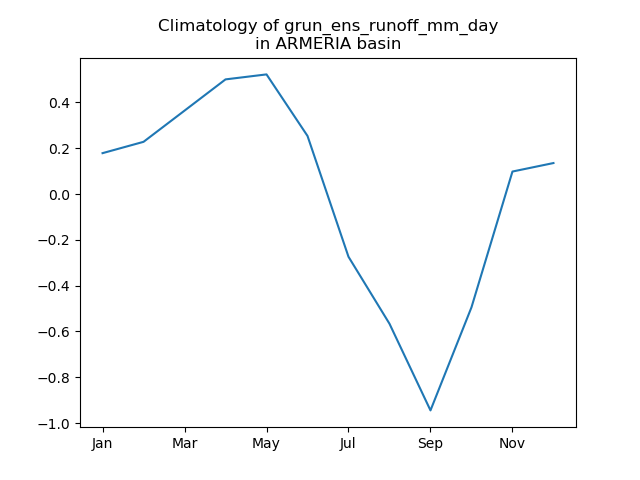 Climatology of grun_ens_runoff_mm_day
in ARMERIA basin
0.4
0.2
0.0
−0.2
−0.4
−0.6
−0.8
−1.0
Jan Mar May Jul Sep Nov